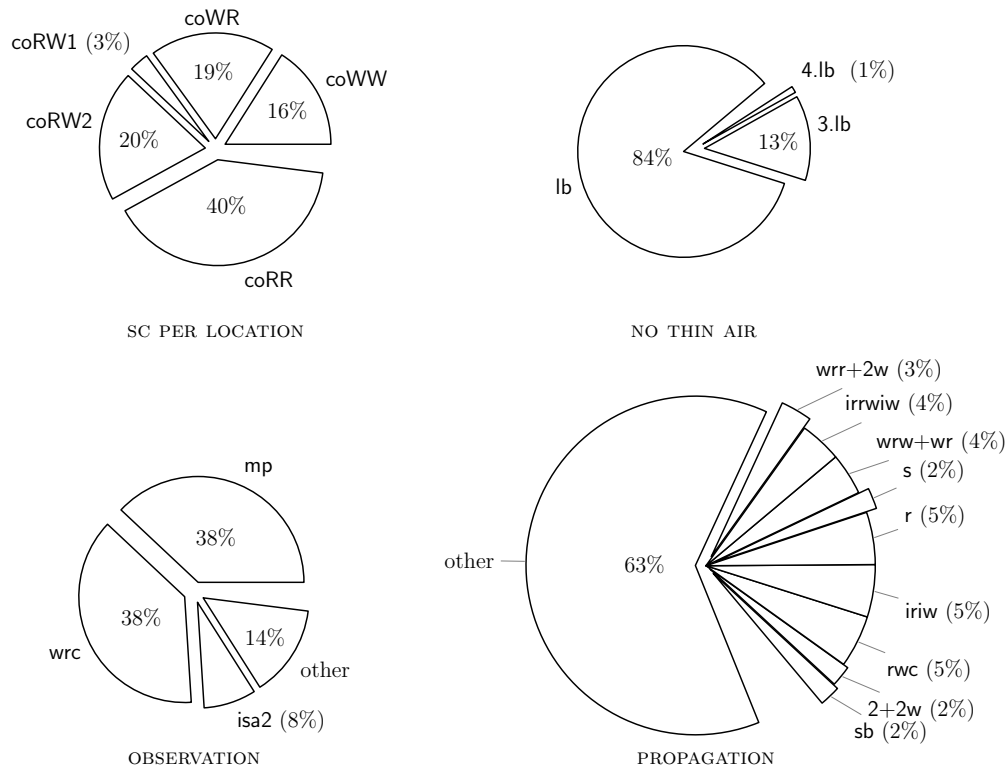 coWR
coRW1 (3%)
19%
coWW
16%
coRW2
20%
40%
coRR
SC PER LOCATION
4.lb (1%)
3.lb
13%
84%
lb
NO THIN AIR
mp
38%
38%
14%
wrc
other
isa2 (8%)
OBSERVATION
wrr+2w (3%)
irrwiw (4%)
wrw+wr (4%)
s (2%)
r (5%)
other
63%
iriw (5%)
rwc (5%)
2+2w (2%)
sb (2%)
PROPAGATION